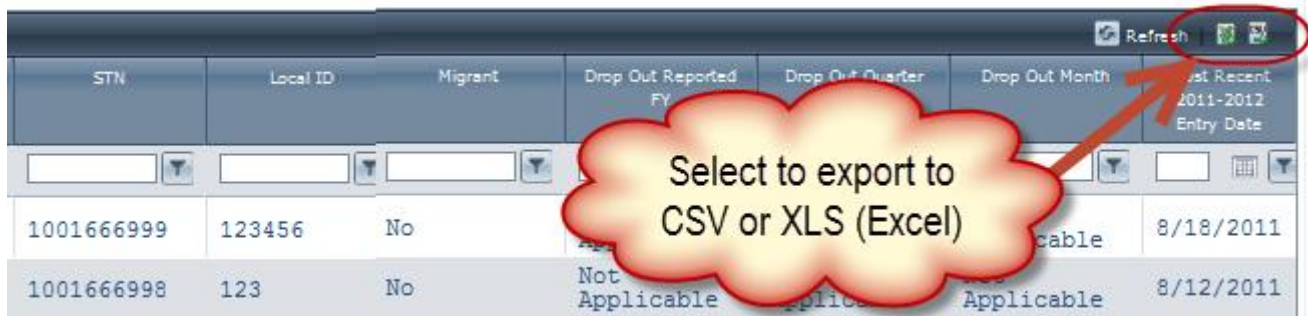 Refresh
STN Local ID Migrant Drop Out Reported FY Drop Out Quarter Drop Out Month Recent 2011-2012 Entry Date
Select to export to
CSV or XLS (Excel)
1001666999 123456 No 8/18/2011
1001666998 123 No Not Applicable Applicable 8/12/2011